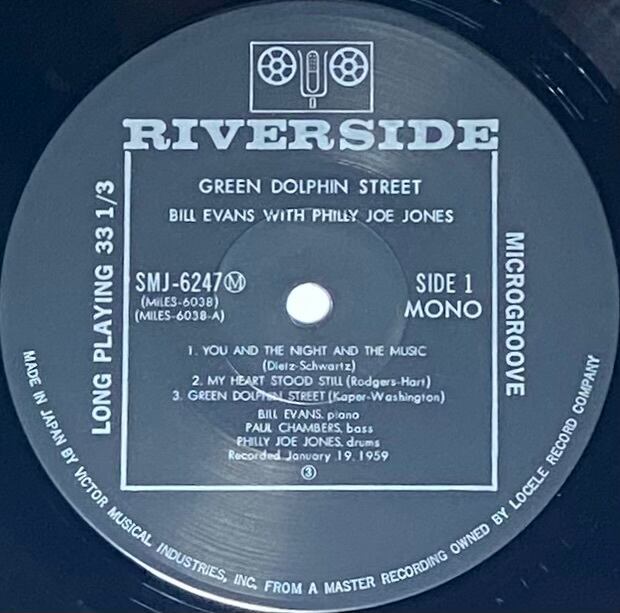 RIVERSIDE
GREEN DOLPHIN STREET
BILL EVANS WITH PHILLY JOE JONES
LONG PLAYING 33 1/3
MICROGROOVE
SMJ-6247 Ⓜ
(MILES-6038)
(MILES-6038-A)
SIDE 1
MONO
1. YOU AND THE NIGHT AND THE MUSIC
(Dietz-Schwartz)
2. MY HEART STOOD STILL (Rodgers-Hart)
3. GREEN DOLPHIN STREET (Kaper-Washington)
BILL EVANS, piano
PAUL CHAMBERS, bass
PHILLY JOE JONES, drums
Recorded January 19, 1959
③
MADE IN JAPAN BY VICTOR MUSICAL INDUSTRIES, INC. FROM A MASTER RECORDING OWNED BY LOCELE RECORD COMPANY